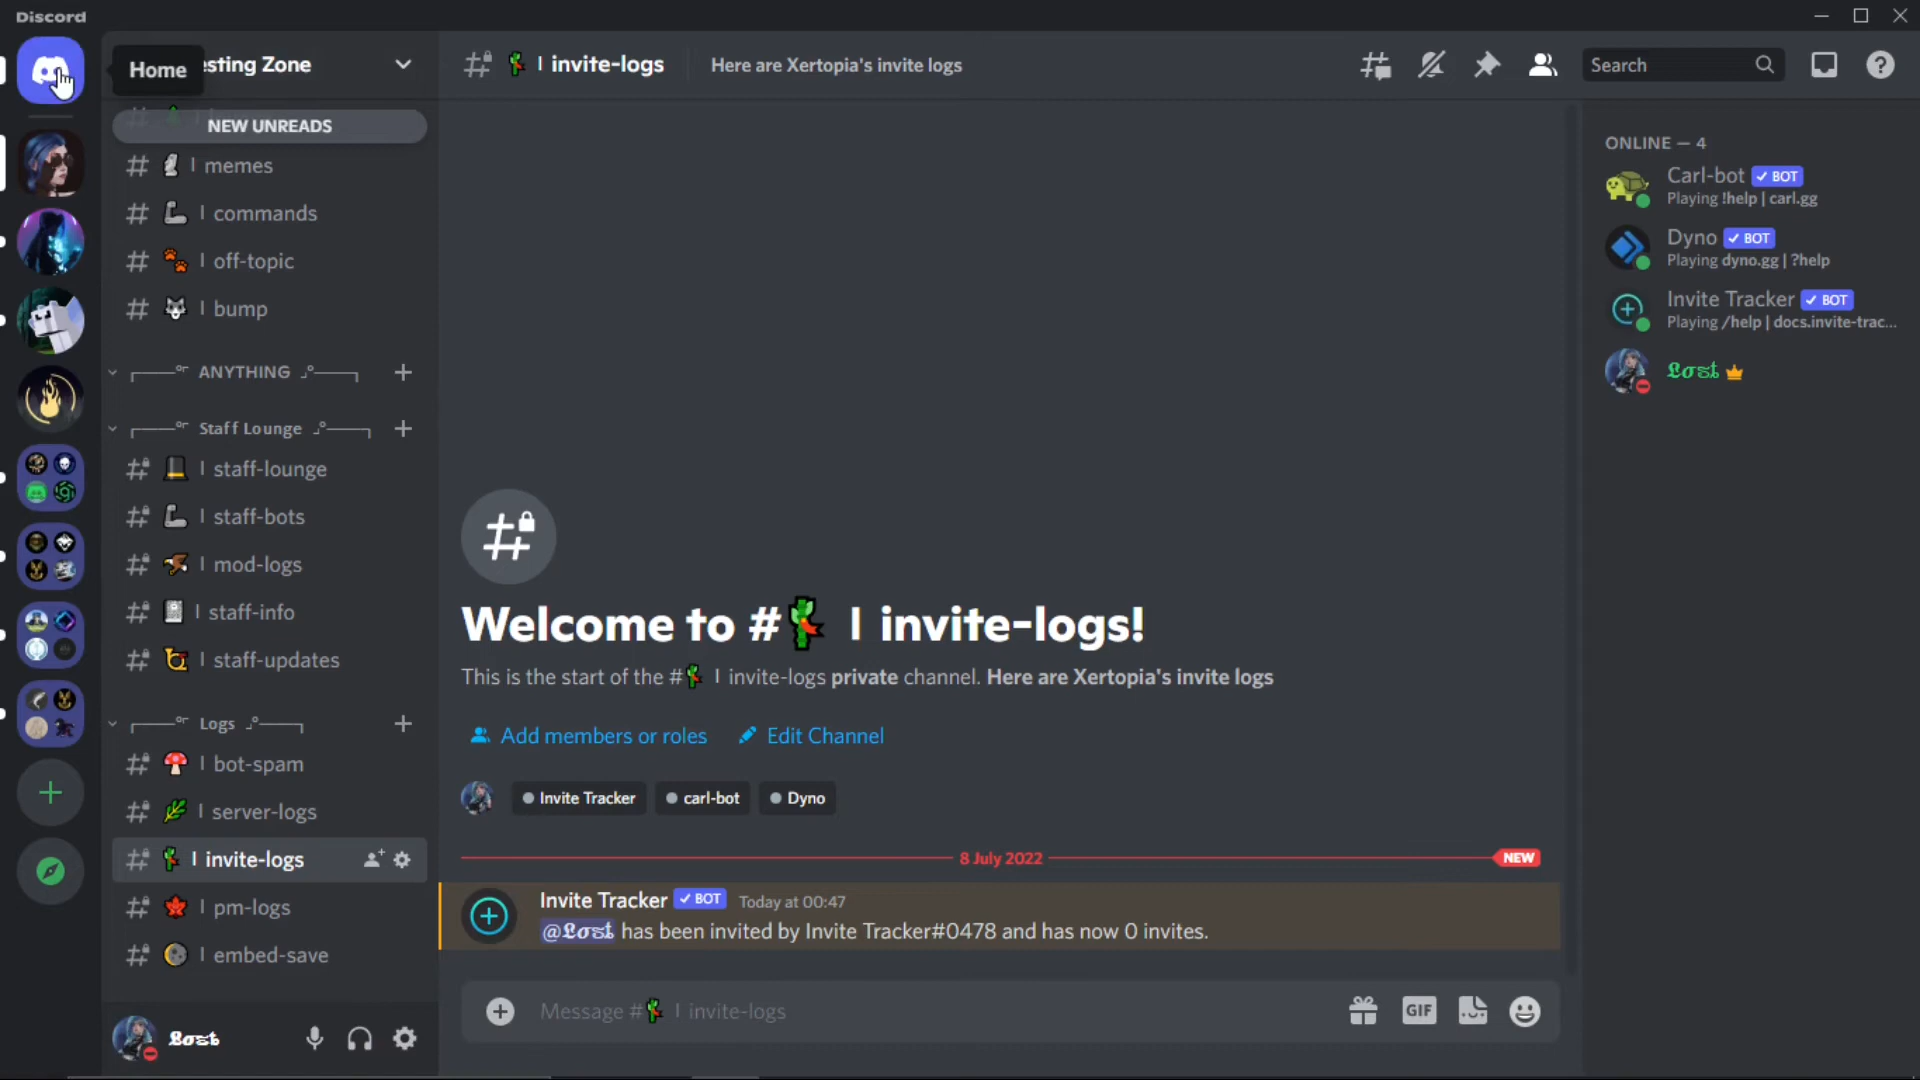 Discord
Home
esting Zone
NEW UNREADS
memes
commands
off-topic
bump
ANYTHING
Staff Lounge
staff-lounge
staff-bots
mod-logs
staff-info
staff-updates
Logs
bot-spam
server-logs
invite-logs
pm-logs
embed-save
𝕷𝖔𝖘𝖙
invite-logs
Here are Xertopia's invite logs
Search
Welcome to # | invite-logs!
This is the start of the # | invite-logs private channel. Here are Xertopia's invite logs
Add members or roles
Edit Channel
Invite Tracker
carl-bot
Dyno
8 July 2022
NEW
Invite Tracker ✓ BOT Today at 00:47
@𝕷𝖔𝖘𝖙 has been invited by Invite Tracker#0478 and has now 0 invites.
Message # | invite-logs
GIF
ONLINE — 4
Carl-bot ✓ BOT
Playing !help | carl.gg
Dyno ✓ BOT
Playing dyno.gg | ?help
Invite Tracker ✓ BOT
Playing /help | docs.invite-trac...
𝕷𝖔𝖘𝖙